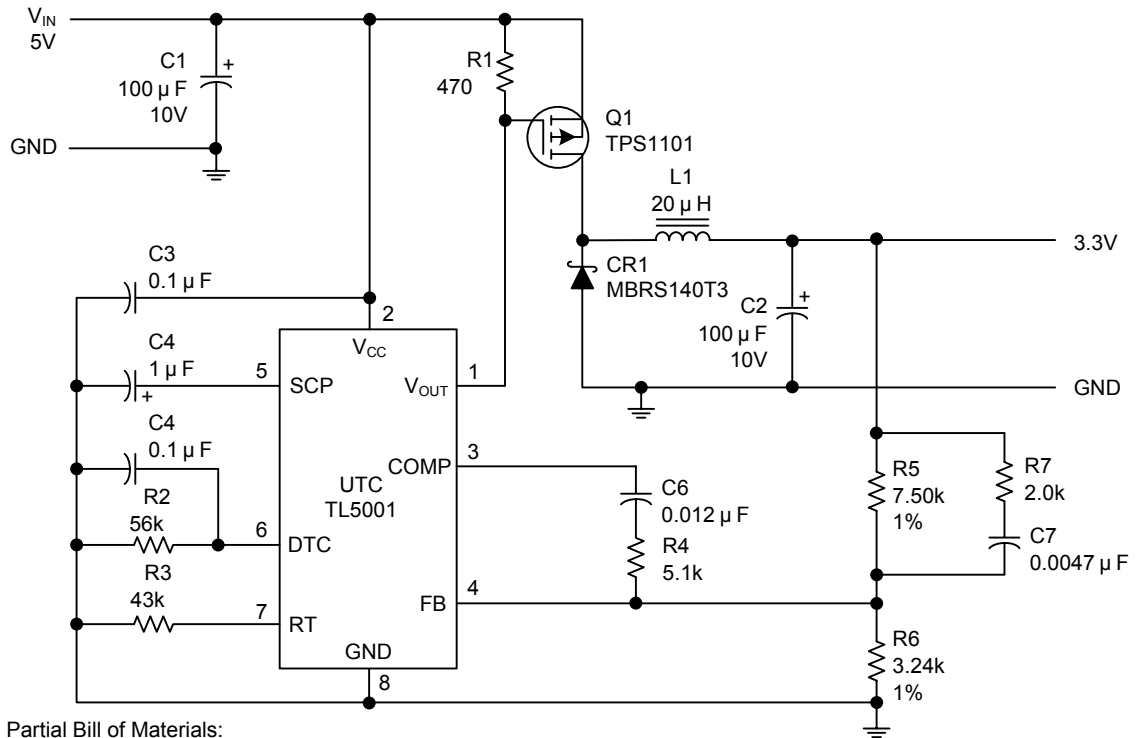 VIN
5V
C1
100 μ F
10V
GND
R1
470
Q1
TPS1101
L1
20 μ H
3.3V
CR1
MBRS140T3
C2
100 μ F
10V
GND
C3
0.1 μ F
2
VCC
C4
1 μ F
5
SCP
VOUT
1
C4
0.1 μ F
COMP
3
C6
0.012 μ F
R4
5.1k
R5
7.50k
1%
R7
2.0k
C7
0.0047 μ F
UTC
TL5001
R2
56k
6
DTC
R3
43k
7
RT
FB
4
R6
3.24k
1%
GND
8
Partial Bill of Materials: